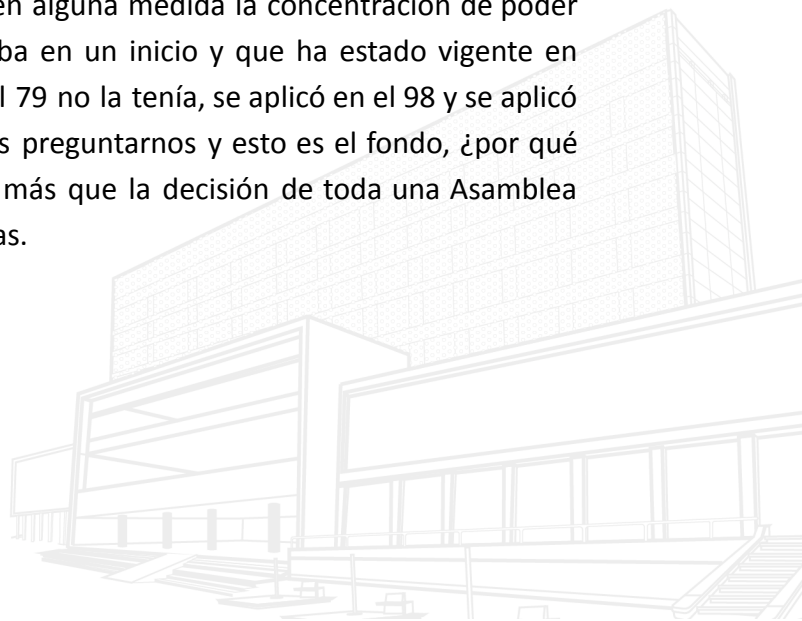 en alguna medida la concentración de poder
ba en un inicio y que ha estado vigente en
l 79 no la tenía, se aplicó en el 98 y se aplicó
s preguntarnos y esto es el fondo, ¿por qué
más que la decisión de toda una Asamblea
as.